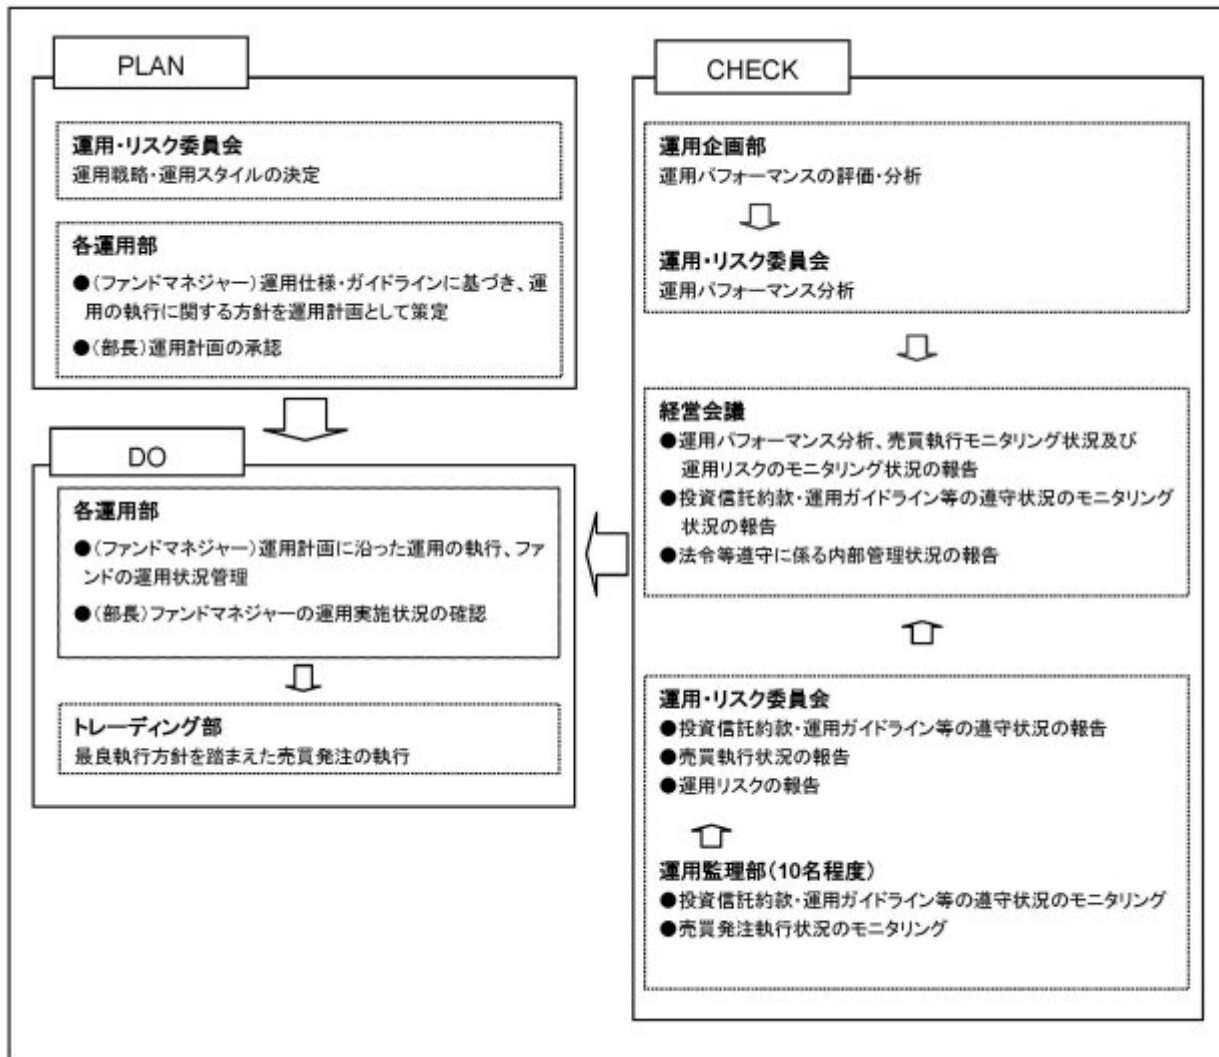 PLAN
運用・リスク委員会
運用戦略・運用スタイルの決定
各運用部
●(ファンドマネジャー)運用仕様・ガイドラインに基づき、運
用の執行に関する方針を運用計画として策定
●(部長)運用計画の承認
DO
各運用部
●(ファンドマネジャー)運用計画に沿った運用の執行、ファ
ンドの運用状況管理
●(部長)ファンドマネジャーの運用実施状況の確認
トレーディング部
最良執行方針を踏まえた売買発注の執行
CHECK
運用企画部
運用パフォーマンスの評価・分析
運用・リスク委員会
運用パフォーマンス分析
経営会議
●運用パフォーマンス分析、売買執行モニタリング状況及び
運用リスクのモニタリング状況の報告
●投資信託約款・運用ガイドライン等の遵守状況のモニタリング
状況の報告
●法令等遵守に係る内部管理状況の報告
運用・リスク委員会
●投資信託約款・運用ガイドライン等の遵守状況の報告
●売買執行状況の報告
●運用リスクの報告
運用監理部(10名程度)
●投資信託約款・運用ガイドライン等の遵守状況のモニタリング
●売買発注執行状況のモニタリング